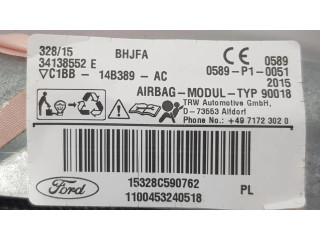 328/15 BHJFA 0589
34138552 E 0589-P1-0051
▽C1BB- 14B389 - AC 2015
AIRBAG-MODUL-TYP 90018
TRW Automotive GmbH,
D-73553 Alfdorf
Phone No.: +49 7172 302 0
Ford
15328C590762 PL
1100453240518